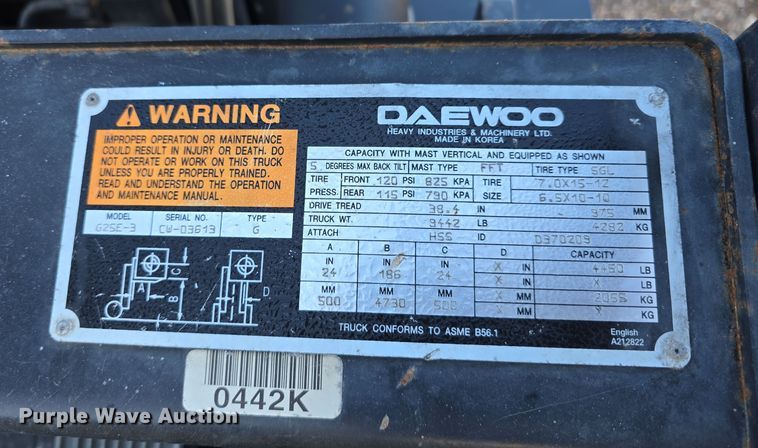 WARNING
IMPROPER OPERATION OR MAINTENANCE
COULD RESULT IN INJURY OR DEATH. DO
NOT OPERATE OR WORK ON THIS TRUCK
UNLESS YOU ARE PROPERLY TRAINED.
READ AND UNDERSTAND THE OPERATION
AND MAINTENANCE MANUAL.
MODEL SERIAL NO. TYPE
G25E-3 CW-03613 G
A B C D
DAEWOO
HEAVY INDUSTRIES & MACHINERY LTD.
MADE IN KOREA
CAPACITY WITH MAST VERTICAL AND EQUIPPED AS SHOWN
5 DEGREES MAX BACK TILT MAST TYPE FFT TIRE TYPE SGL
TIRE FRONT 120 PSI 825 KPA TIRE 7.0X15-12
PRESS. REAR 115 PSI 790 KPA SIZE 6.5X10-10
DRIVE TREAD 38.4 IN 975 MM
TRUCK WT. 9442 LB 4282 KG
ATTACH HSS ID D370209
A B C D CAPACITY
IN IN IN
24 186 24 X IN 4450 LB
X
MM MM MM
500 4730 500 X MM KG
TRUCK CONFORMS TO ASME B56.1
English
A212822
0442K
Purple Wave Auction